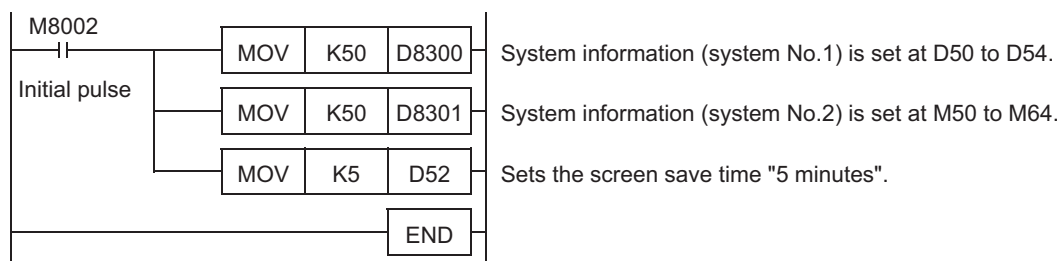 M8002
MOV K50 D8300 System information (system No.1) is set at D50 to D54.
Initial pulse
MOV K50 D8301 System information (system No.2) is set at M50 to M64.
MOV K5 D52 Sets the screen save time "5 minutes".
END